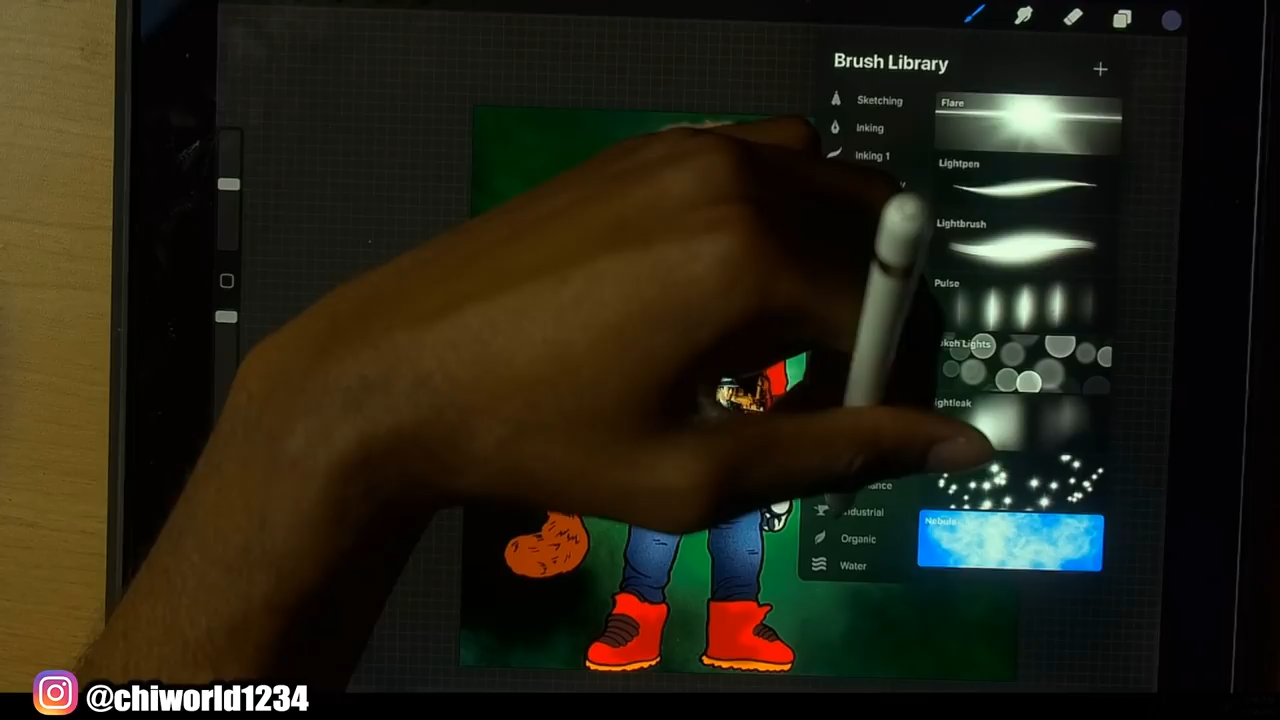 Brush Library
Sketching
Inking
Inking 1
Industrial
Organic
Water
Flare
Lightpen
Lightbrush
Pulse
Nebula
@chiworld1234